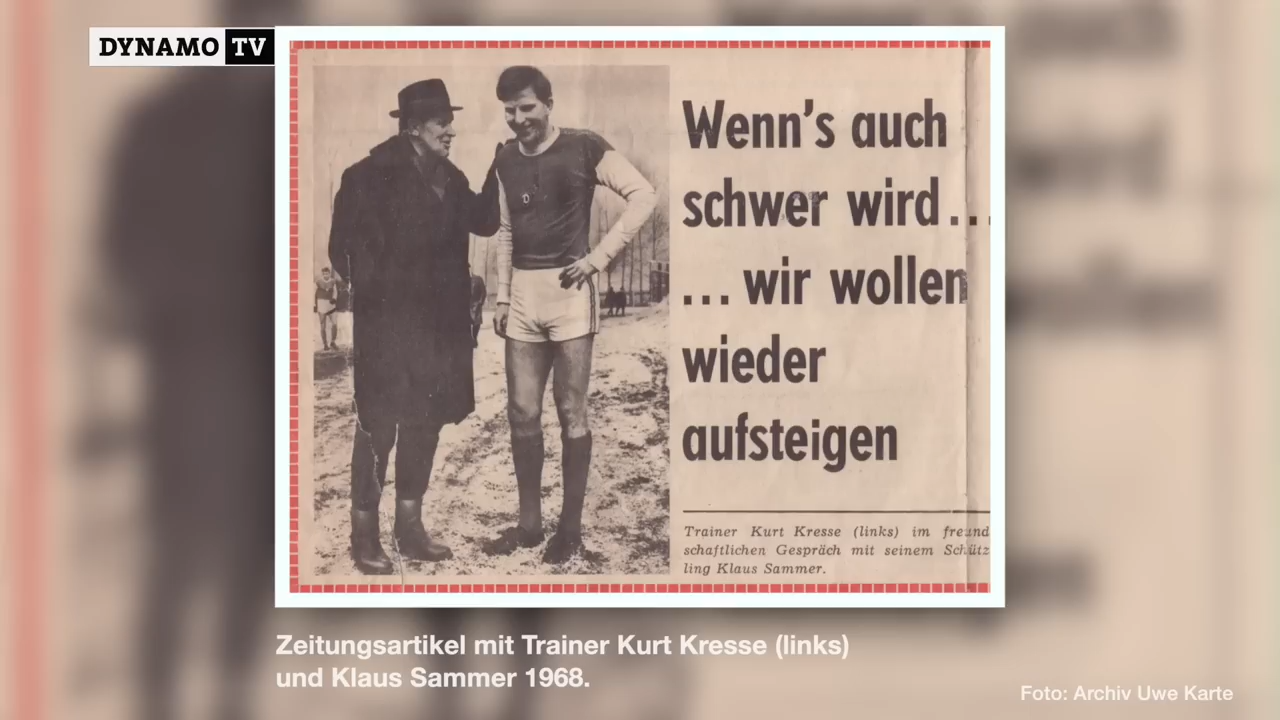 DYNAMO TV
Wenn's auch
schwer wird...
...wir wollen
wieder
aufsteigen
Trainer Kurt Kresse (links) im freund-
schaftlichen Gespräch mit seinem Schütz-
ling Klaus Sammer.
Zeitungsartikel mit Trainer Kurt Kresse (links)
und Klaus Sammer 1968.
Foto: Archiv Uwe Karte